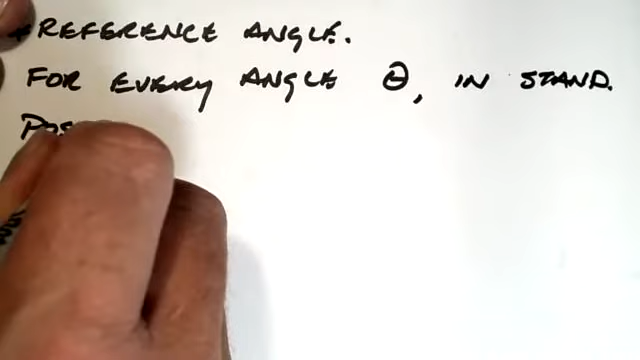 REFERENCE ANGLE.
FOR EVERY ANGLE θ, IN STAND.